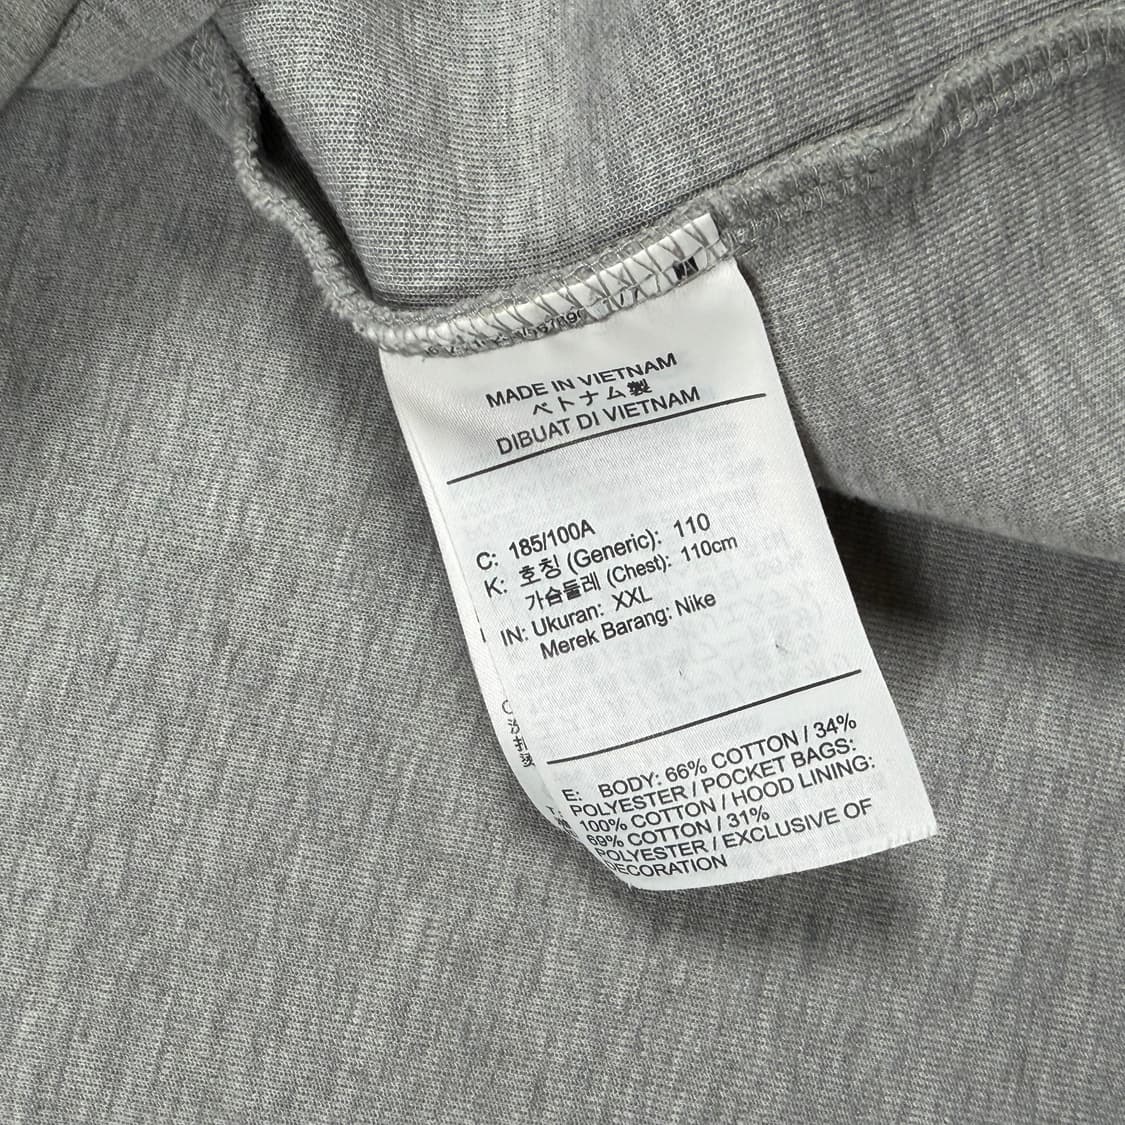 MADE IN VIETNAM
ベトナム製
DIBUAT DI VIETNAM
C: 185/100A
K: 호칭 (Generic): 110
가슴둘레 (Chest): 110cm
IN: Ukuran: XXL
Merek Barang: Nike
E: BODY: 66% COTTON / 34%
POLYESTER / POCKET BAGS:
100% COTTON / HOOD LINING:
69% COTTON / 31%
POLYESTER / EXCLUSIVE OF
DECORATION